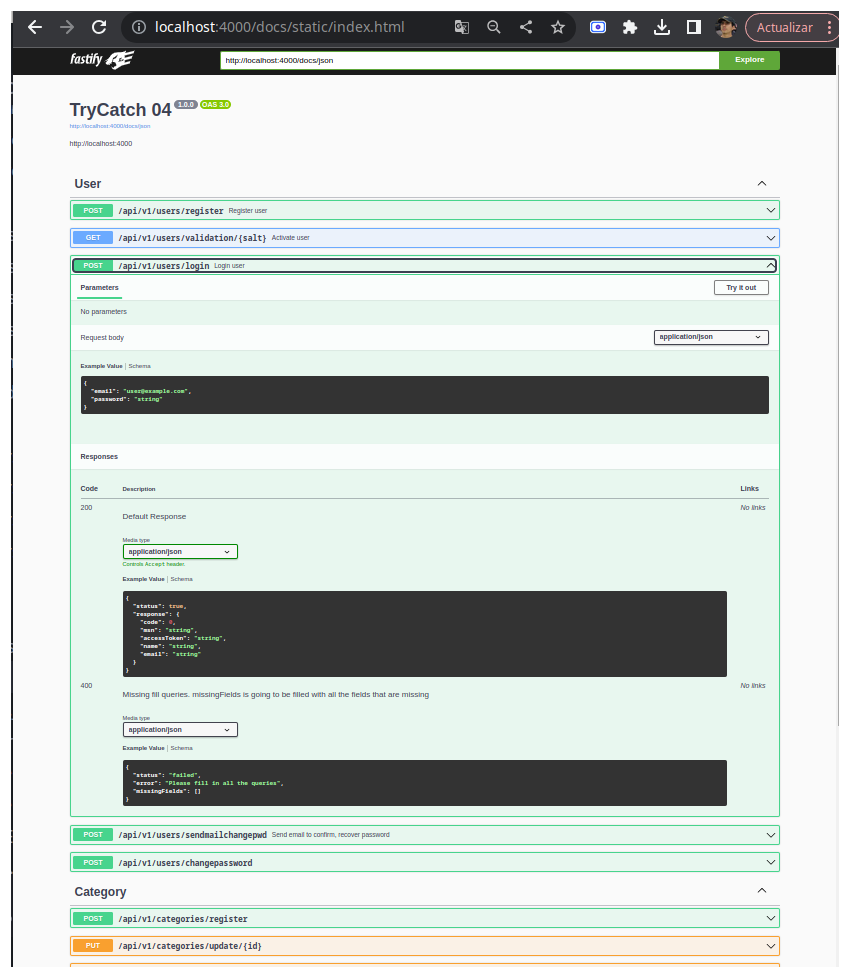 localhost:4000/docs/static/index.html
Actualizar
fastify
http://localhost:4000/docs/json
Explore
TryCatch 04 1.0.0 OAS 3.0
http://localhost:4000/docs/json
http://localhost:4000
User
POST /api/v1/users/register Register user
GET /api/v1/users/validation/{salt} Activate user
POST /api/v1/users/login Login user
Parameters
Try it out
No parameters
Request body
application/json
Example Value | Schema
{
"email": "user@example.com",
"password": "string"
}
Responses
Code Description Links
200 No links
Default Response
Media type
application/json
Controls Accept header.
Example Value | Schema
{
"status": true,
"response": {
"code": 0,
"msn": "string",
"accessToken": "string",
"name": "string",
"email": "string"
}
}
400 No links
Missing fill queries. missingFields is going to be filled with all the fields that are missing
Media type
application/json
Example Value | Schema
{
"status": "failed",
"error": "Please fill in all the queries",
"missingFields": []
}
POST /api/v1/users/sendmailchangepwd Send email to confirm, recover password
POST /api/v1/users/changepassword
Category
POST /api/v1/categories/register
PUT /api/v1/categories/update/{id}